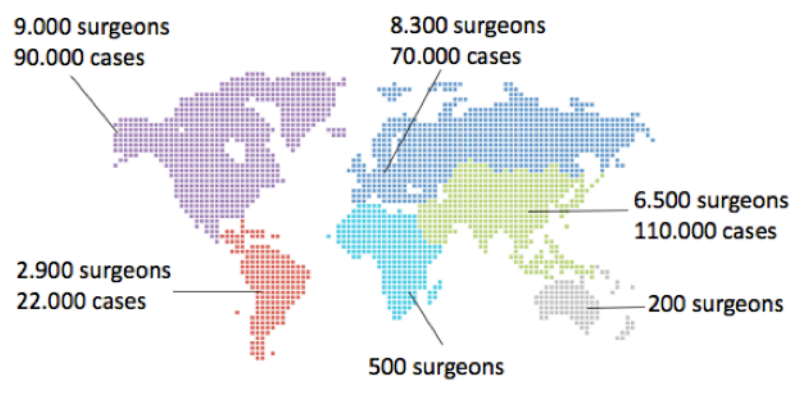 9.000 surgeons
90.000 cases
8.300 surgeons
70.000 cases
6.500 surgeons
110.000 cases
2.900 surgeons
22.000 cases
200 surgeons
500 surgeons